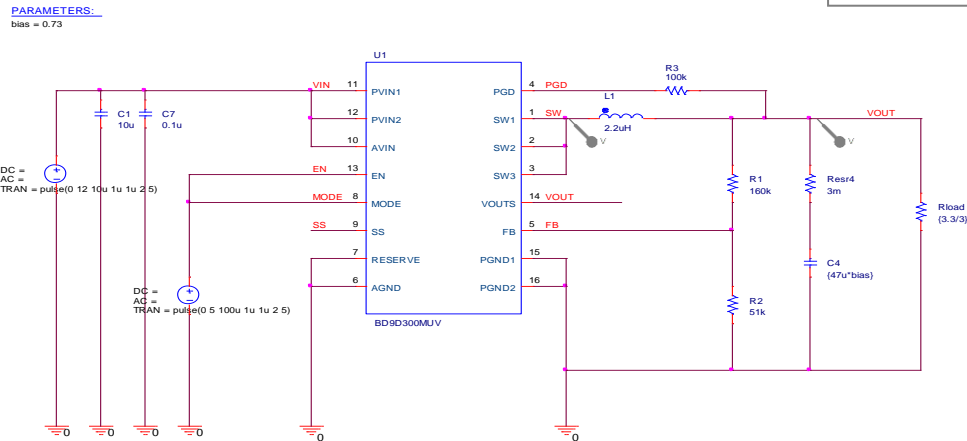 PARAMETERS:
bias = 0.73
U1
R3
100k
VIN
11
PVIN1
PGD
4
PGD
C1
10u
C7
0.1u
L1
2.2uH
12
PVIN2
SW1
1
SW
VOUT
V
V
10
AVIN
SW2
2
DC =
AC =
TRAN = pulse(0 12 10u 1u 1u 2 5)
EN
13
EN
SW3
3
R1
160k
Resr4
3m
MODE
8
MODE
VOUTS
14
VOUT
Rload
{3.3/3}
SS
9
SS
FB
5
FB
7
RESERVE
PGND1
15
C4
{47u*bias}
6
AGND
PGND2
16
DC =
AC =
TRAN = pulse(0 5 100u 1u 1u 2 5)
R2
51k
BD9D300MUV
0
0
0
0
0
0